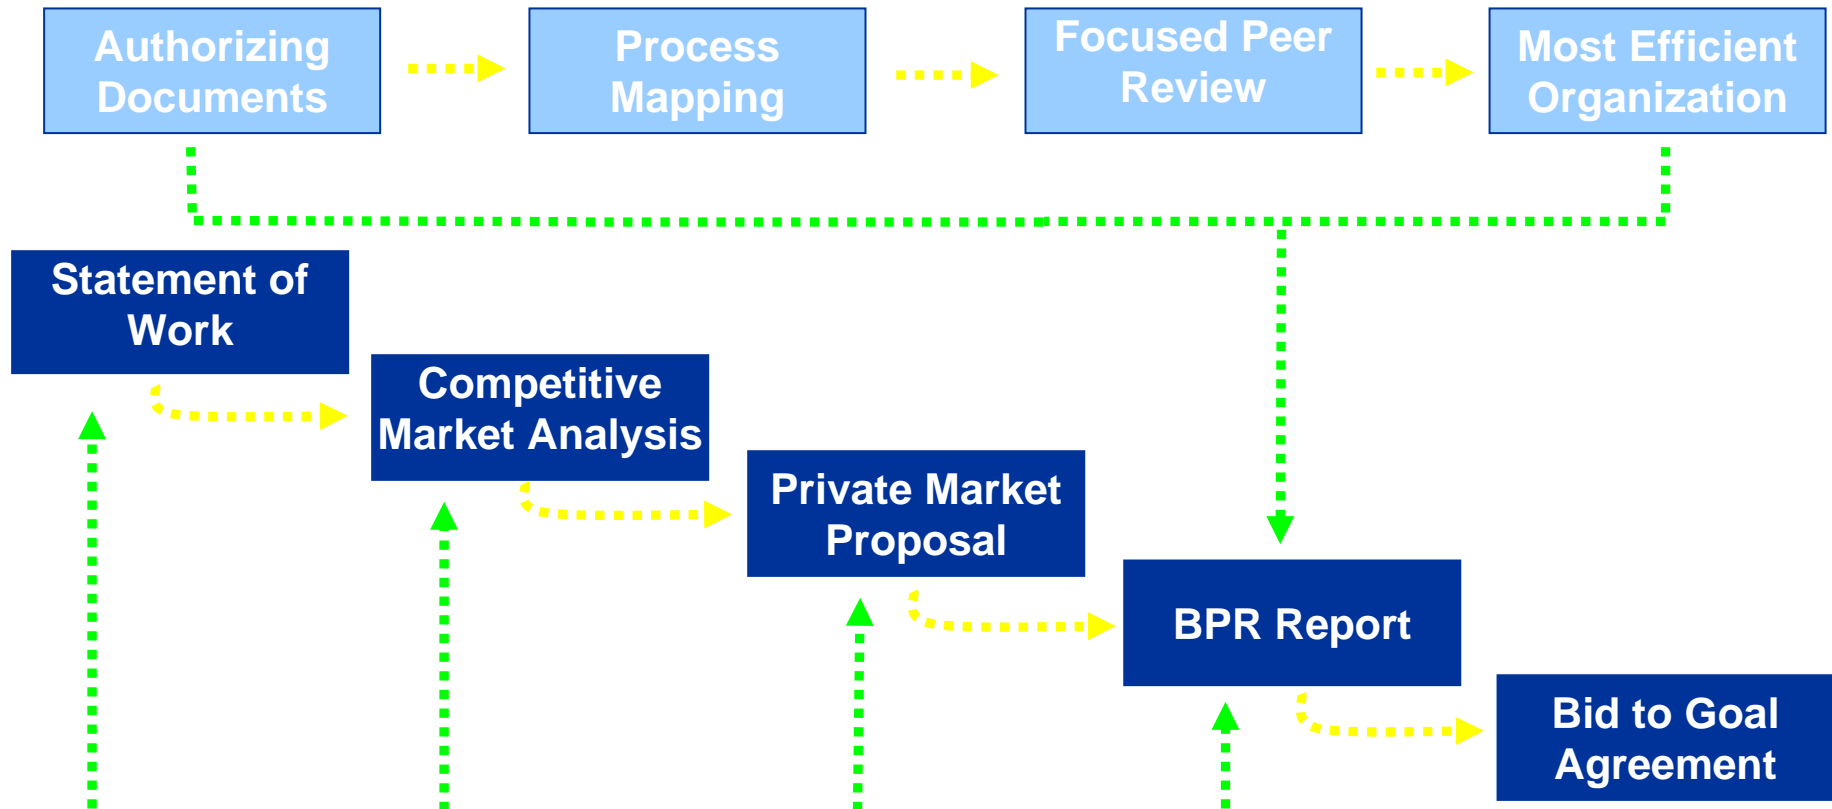 Authorizing
Documents
Process
Mapping
Focused Peer
Review
Most Efficient
Organization
Statement of
Work
Competitive
Market Analysis
Private Market
Proposal
BPR Report
Bid to Goal
Agreement